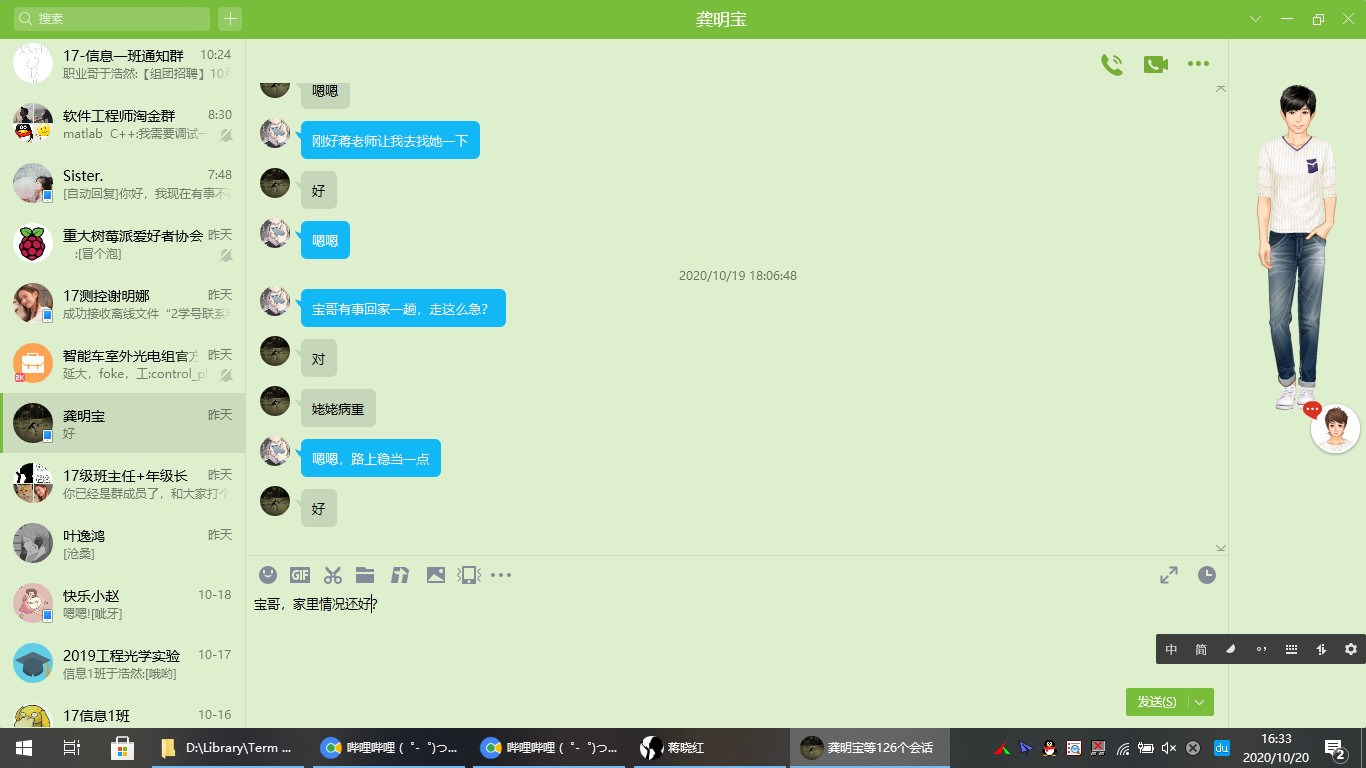 搜索
龚明宝
17-信息一班通知群 10:24
职业哥于浩然:【组团招聘】10月
软件工程师淘金群 8:30
matlab C++:我需要调试一
Sister. 7:48
[自动回复]你好，我现在有事不
重大树莓派爱好者协会 昨天
:[冒个泡]
17测控谢明娜 昨天
成功接收离线文件“2学号联系
智能车室外光电组官方 昨天
延大，foke，工:control_pl
2K
龚明宝 昨天
好
17级班主任+年级长 昨天
你已经是群成员了，和大家打个
叶逸鸿 昨天
[沧桑]
快乐小赵 10-18
嗯嗯![呲牙]
2019工程光学实验 10-17
信息1班于浩然:[哦哟]
17信息1班 10-16
嗯嗯
刚好蒋老师让我去找她一下
好
嗯嗯
2020/10/19 18:06:48
宝哥有事回家一趟，走这么急？
对
姥姥病重
嗯嗯，路上稳当一点
好
GIF
宝哥，家里情况还好?
中 简
发送(S)
D:\Library\Term ...
哔哩哔哩 (゜-゜)つ...
哔哩哔哩 (゜-゜)つ...
蒋晓红
龚明宝等126个会话
du
16:33
2020/10/20
2